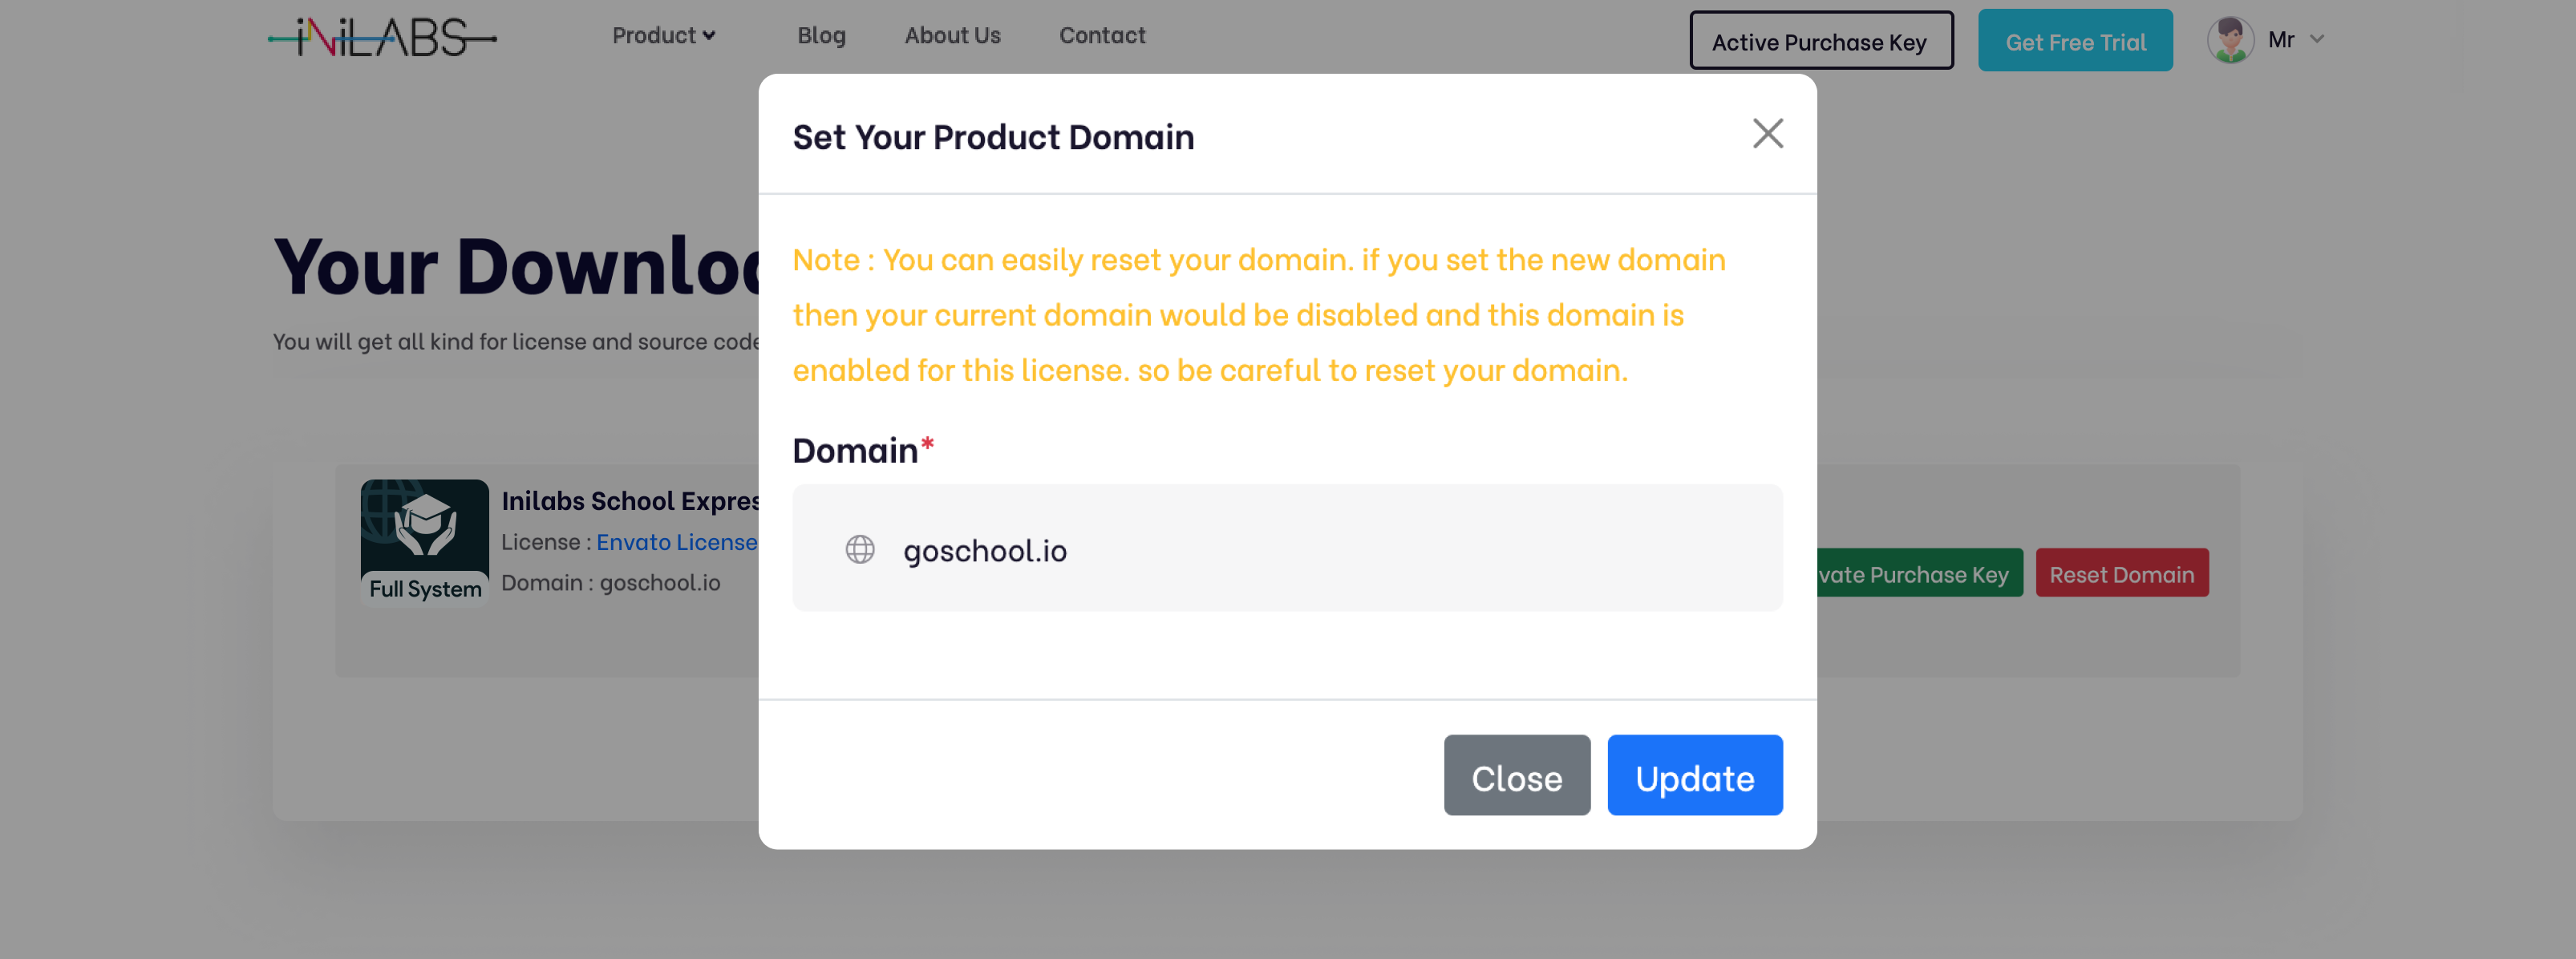 iNiLABS
Product
Blog
About Us
Contact
Active Purchase Key
Get Free Trial
Mr
Set Your Product Domain
Note : You can easily reset your domain. if you set the new domain
then your current domain would be disabled and this domain is
enabled for this license. so be careful to reset your domain.
Domain*
goschool.io
Close
Update
Your
You will get all kind for license and source code
Inilabs School
License : Envato License
Domain : goschool.io
Full System
Purchase Key
Reset Domain